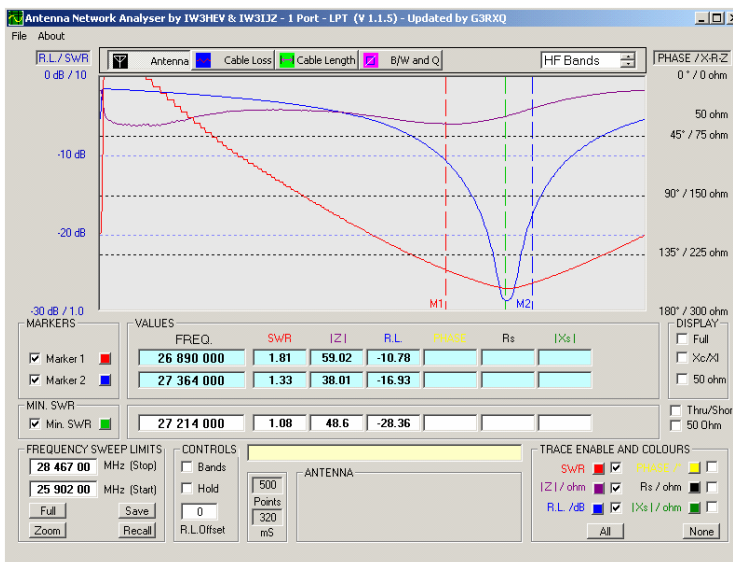 Antenna Network Analyser by IW3HEV & IW3IJZ - 1 Port - LPT (V 1.1.5) - Updated by G3RXQ
File About
R.L./ SWR Antenna Cable Loss Cable Length B/W and Q HF Bands PHASE / X-R-Z
0 dB / 10 0 ° / 0 ohm
50 ohm
45° / 75 ohm
-10 dB
90° / 150 ohm
-20 dB
135° / 225 ohm
M1 M2
-30 dB / 1.0 180° / 300 ohm
MARKERS VALUES DISPLAY
FREQ. SWR |Z| R.L. PHASE Rs |Xs| Full
Marker 1 26 890 000 1.81 59.02 -10.78 Xc/Xl
Marker 2 27 364 000 1.33 38.01 -16.93 50 ohm
MIN. SWR Thru/Shor
Min. SWR 27 214 000 1.08 48.6 -28.36 50 Ohm
FREQUENCY SWEEP LIMITS CONTROLS TRACE ENABLE AND COLOURS
28 467 00 MHz (Stop) Bands ANTENNA SWR PHASE / °
25 902 00 MHz (Start) Hold 500 |Z| / ohm Rs / ohm
Full Save 0 Points R.L. /dB |Xs| / ohm
Zoom Recall R.L.Offset 320 mS All None